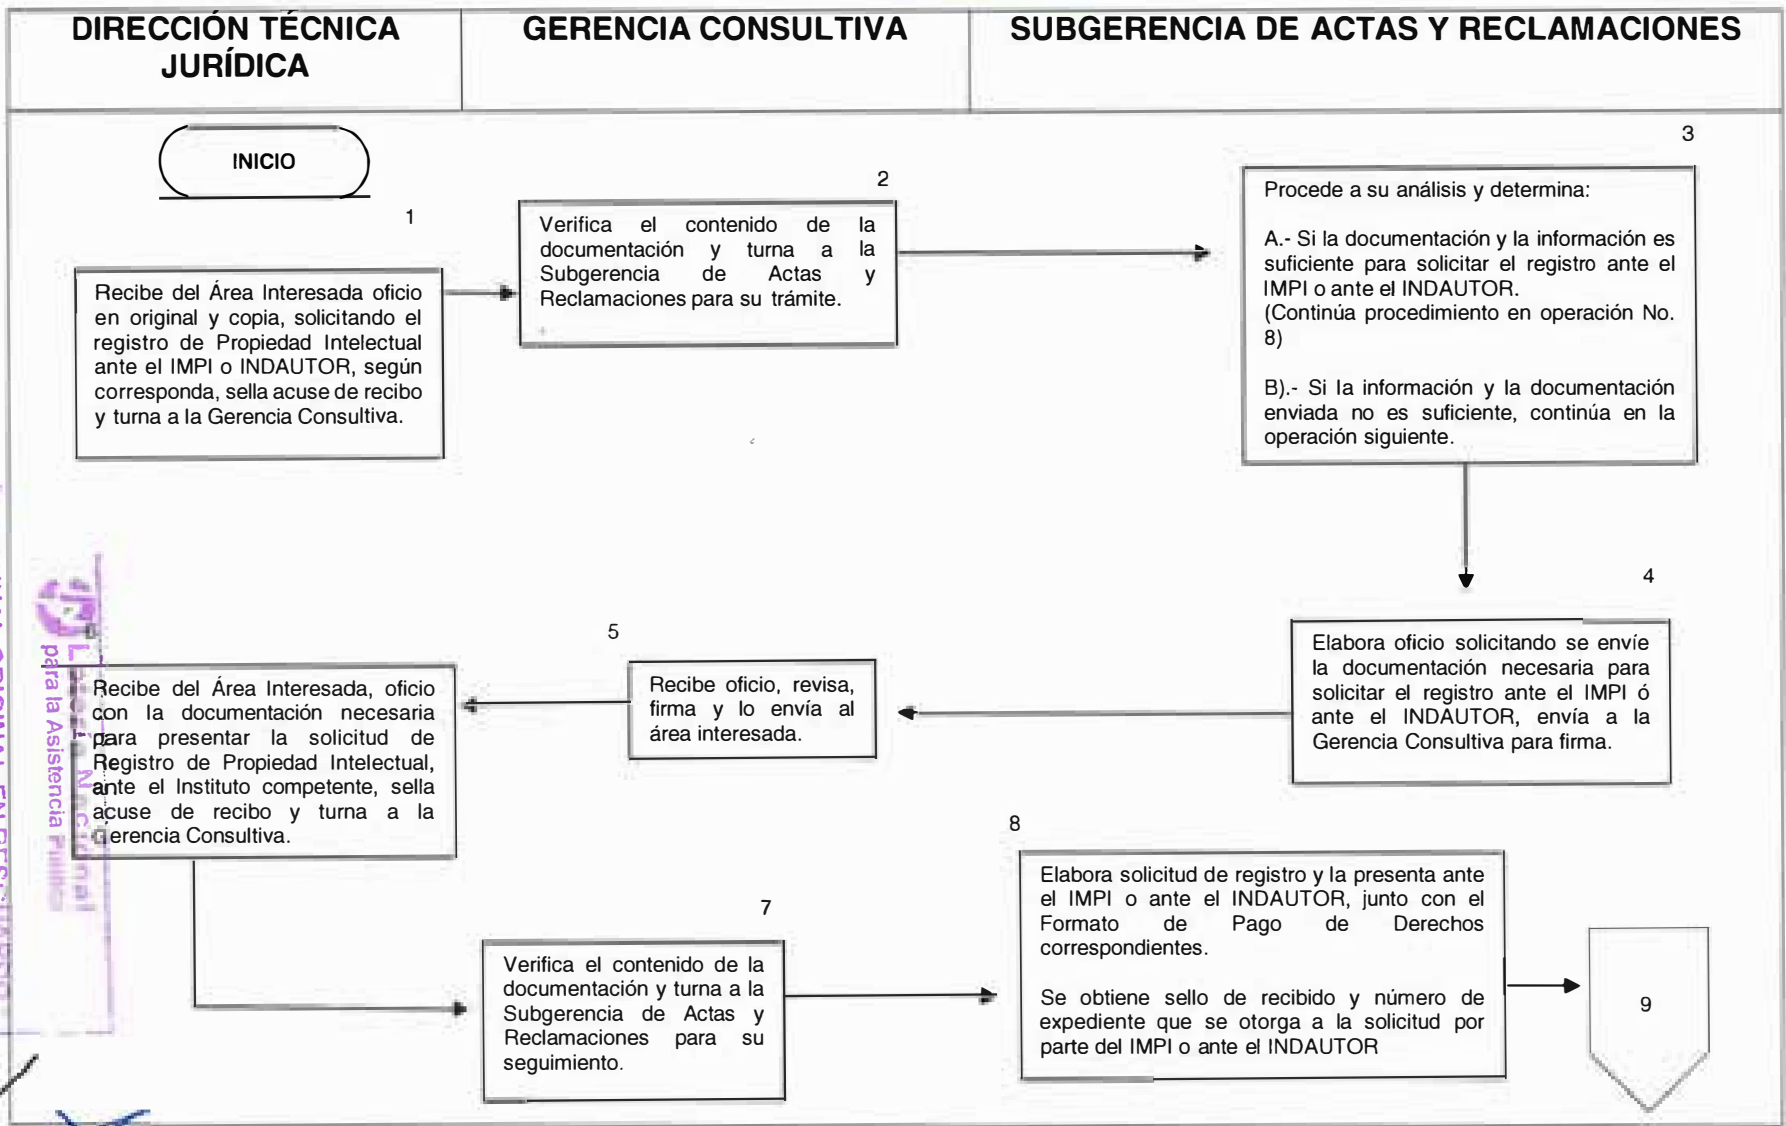 DIRECCIÓN TÉCNICA
JURÍDICA
GERENCIA CONSULTIVA
SUBGERENCIA DE ACTAS Y RECLAMACIONES
INICIO
1
Recibe del Área Interesada oficio
en original y copia, solicitando el
registro de Propiedad Intelectual
ante el IMPI o INDAUTOR, según
corresponda, sella acuse de recibo
y turna a la Gerencia Consultiva.
2
Verifica el contenido de la
documentación y turna a la
Subgerencia de Actas y
Reclamaciones para su trámite.
3
Procede a su análisis y determina:
A.- Si la documentación y la información es
suficiente para solicitar el registro ante el
IMPI o ante el INDAUTOR.
(Continúa procedimiento en operación No.
8)
B).- Si la información y la documentación
enviada no es suficiente, continúa en la
operación siguiente.
4
Elabora oficio solicitando se envíe
la documentación necesaria para
solicitar el registro ante el IMPI ó
ante el INDAUTOR, envía a la
Gerencia Consultiva para firma.
5
Recibe oficio, revisa,
firma y lo envía al
área interesada.
Recibe del Área Interesada, oficio
con la documentación necesaria
para presentar la solicitud de
Registro de Propiedad Intelectual,
ante el Instituto competente, sella
acuse de recibo y turna a la
Gerencia Consultiva.
7
Verifica el contenido de la
documentación y turna a la
Subgerencia de Actas y
Reclamaciones para su
seguimiento.
8
Elabora solicitud de registro y la presenta ante
el IMPI o ante el INDAUTOR, junto con el
Formato de Pago de Derechos
correspondientes.
Se obtiene sello de recibido y número de
expediente que se otorga a la solicitud por
parte del IMPI o ante el INDAUTOR
9
Nacional
para la Asistencia